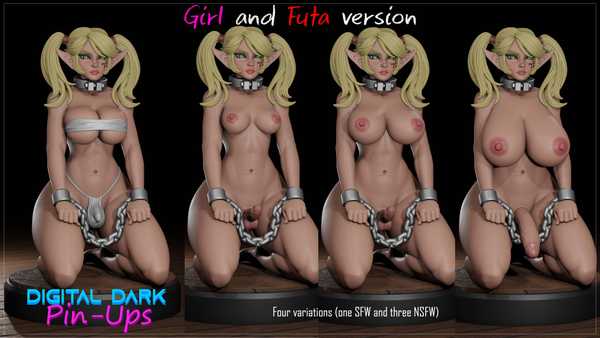 Girl and Futa version
DIGITAL DARK
Pin-Ups
Four variations (one SFW and three NSFW)